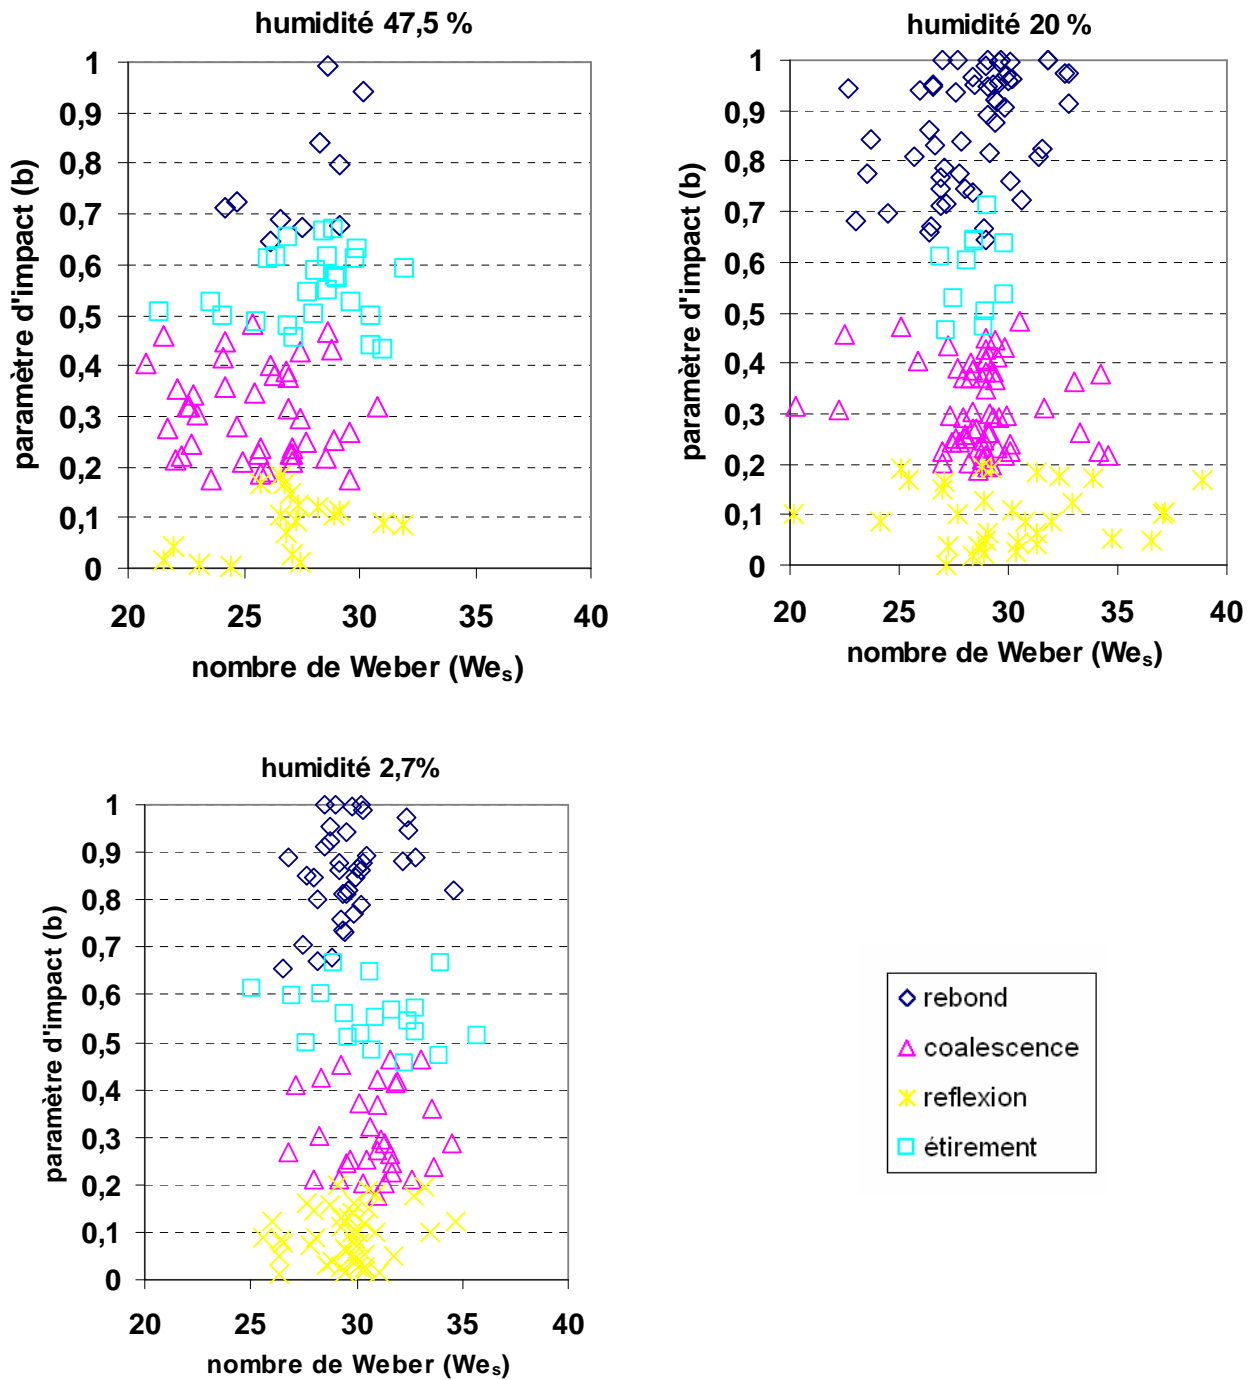 humidité 47,5 %
paramètre d'impact (b)
1
0,9
0,8
0,7
0,6
0,5
0,4
0,3
0,2
0,1
0
20 25 30 35 40
nombre de Weber (Weₛ)
humidité 20 %
paramètre d'impact (b)
1
0,9
0,8
0,7
0,6
0,5
0,4
0,3
0,2
0,1
0
20 25 30 35 40
nombre de Weber (Weₛ)
humidité 2,7%
paramètre d'impact (b)
1
0,9
0,8
0,7
0,6
0,5
0,4
0,3
0,2
0,1
0
20 25 30 35 40
nombre de Weber (Weₛ)
rebond
coalescence
reflexion
étirement